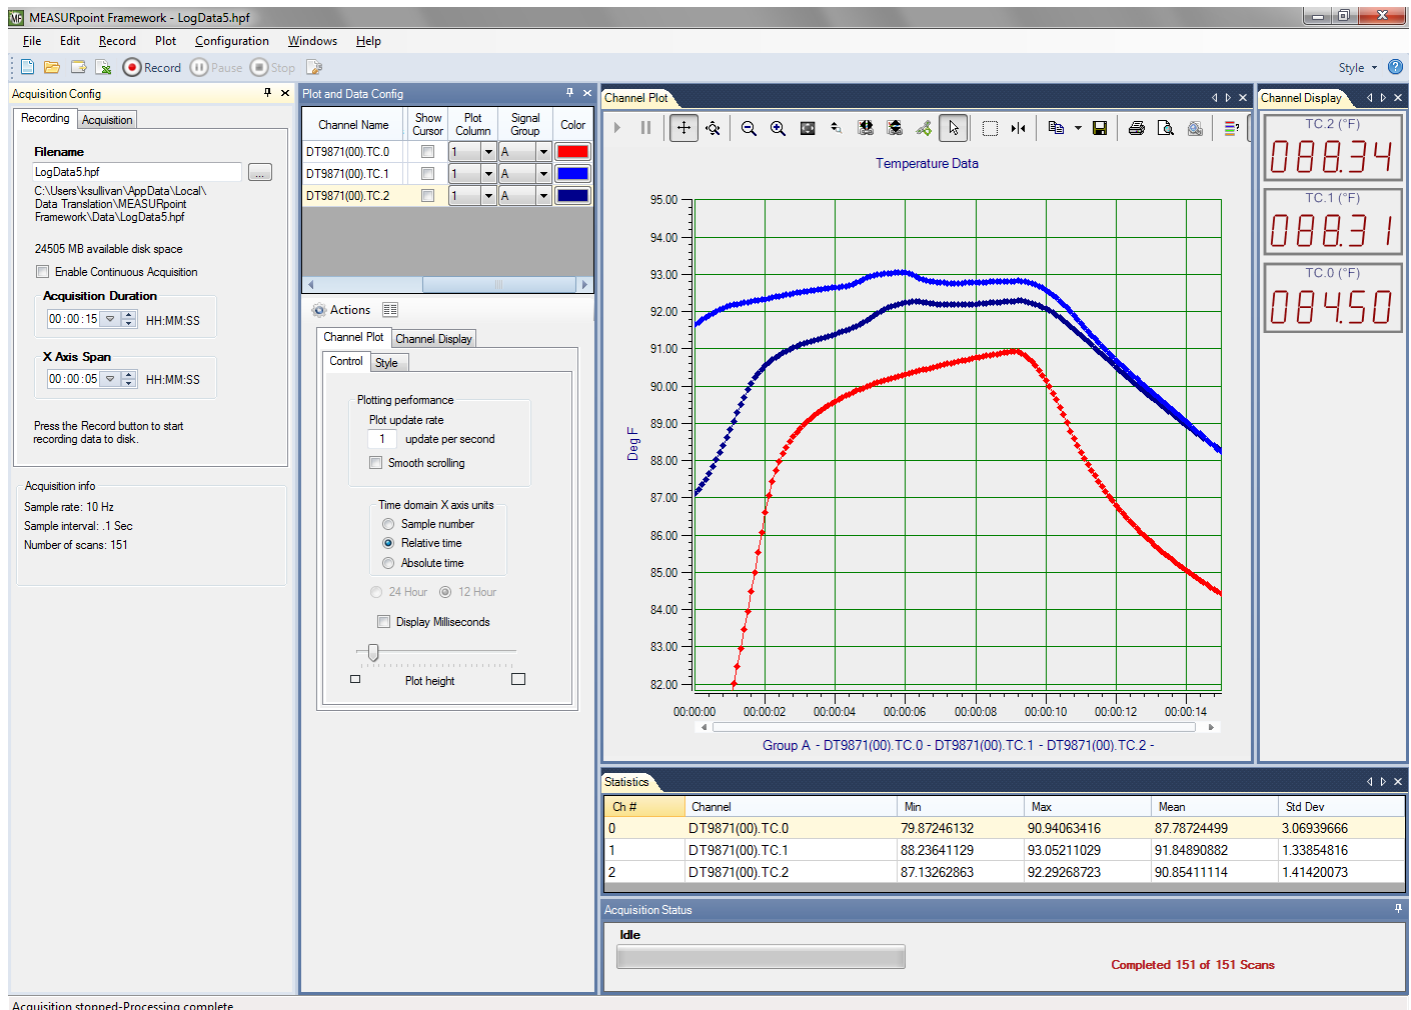 MEASURpoint Framework - LogData5.hpf
File Edit Record Plot Configuration Windows Help
Record Pause Stop Style
Acquisition Config
Recording Acquisition
Filename
LogData5.hpf ...
C:\Users\ksullivan\AppData\Local\
Data Translation\MEASURpoint
Framework\Data\LogData5.hpf
24505 MB available disk space
Enable Continuous Acquisition
Acquisition Duration
00:00:15 HH:MM:SS
X Axis Span
00:00:05 HH:MM:SS
Press the Record button to start
recording data to disk.
Acquisition info
Sample rate: 10 Hz
Sample interval: .1 Sec
Number of scans: 151
Plot and Data Config
Channel Name Show Cursor Plot Column Signal Group Color
DT9871(00).TC.0 1 A
DT9871(00).TC.1 1 A
DT9871(00).TC.2 1 A
Actions
Channel Plot Channel Display
Control Style
Plotting performance
Plot update rate
1 update per second
Smooth scrolling
Time domain X axis units
Sample number
Relative time
Absolute time
24 Hour 12 Hour
Display Milliseconds
Plot height
Channel Plot
Temperature Data
95.00
94.00
93.00
92.00
91.00
90.00
89.00
88.00
87.00
86.00
85.00
84.00
83.00
82.00
Deg F
00:00:00 00:00:02 00:00:04 00:00:06 00:00:08 00:00:10 00:00:12 00:00:14
Group A - DT9871(00).TC.0 - DT9871(00).TC.1 - DT9871(00).TC.2 -
Channel Display
TC.2 (°F)
088.34
TC.1 (°F)
088.31
TC.0 (°F)
084.50
Statistics
Ch # Channel Min Max Mean Std Dev
0 DT9871(00).TC.0 79.87246132 90.94063416 87.78724499 3.06939666
1 DT9871(00).TC.1 88.23641129 93.05211029 91.84890882 1.33854816
2 DT9871(00).TC.2 87.13262863 92.29268723 90.85411114 1.41420073
Acquisition Status
Idle
Completed 151 of 151 Scans
Acquisition stopped-Processing complete